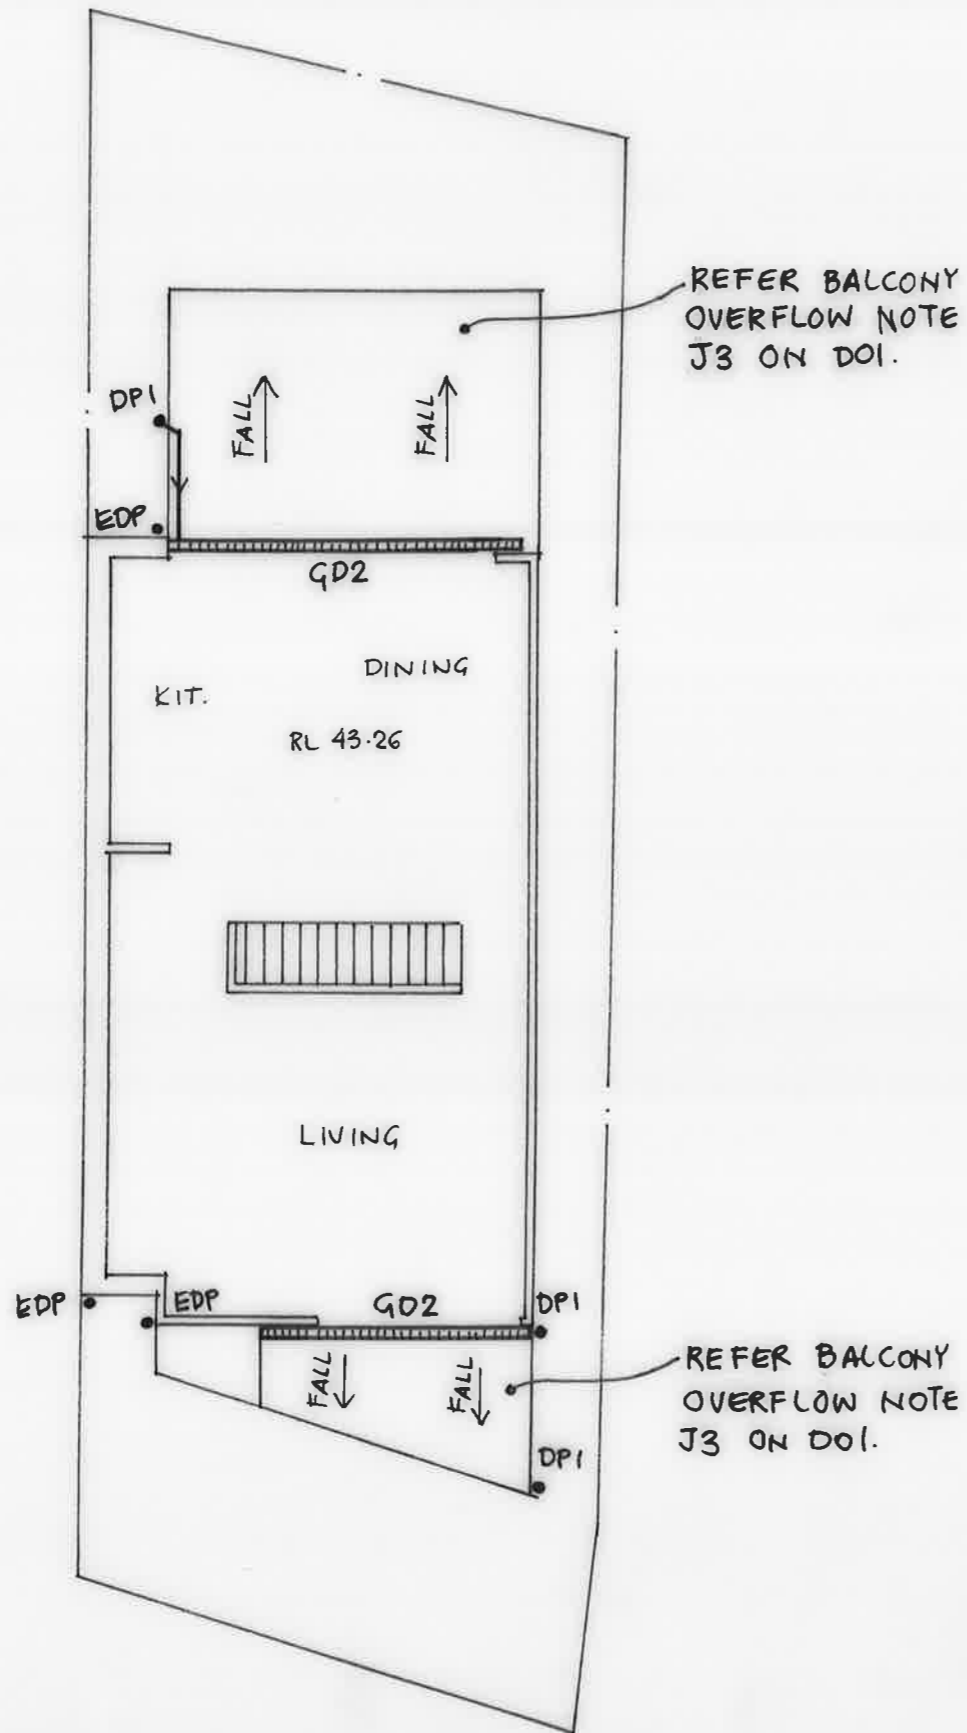 REFER BALCONY
OVERFLOW NOTE
J3 ON D01.
DP1
FALL
FALL
EDP
GD2
DINING
KIT.
RL 43.26
LIVING
EDP
EDP
GD2
DP1
FALL
FALL
REFER BALCONY
OVERFLOW NOTE
J3 ON D01.
DP1